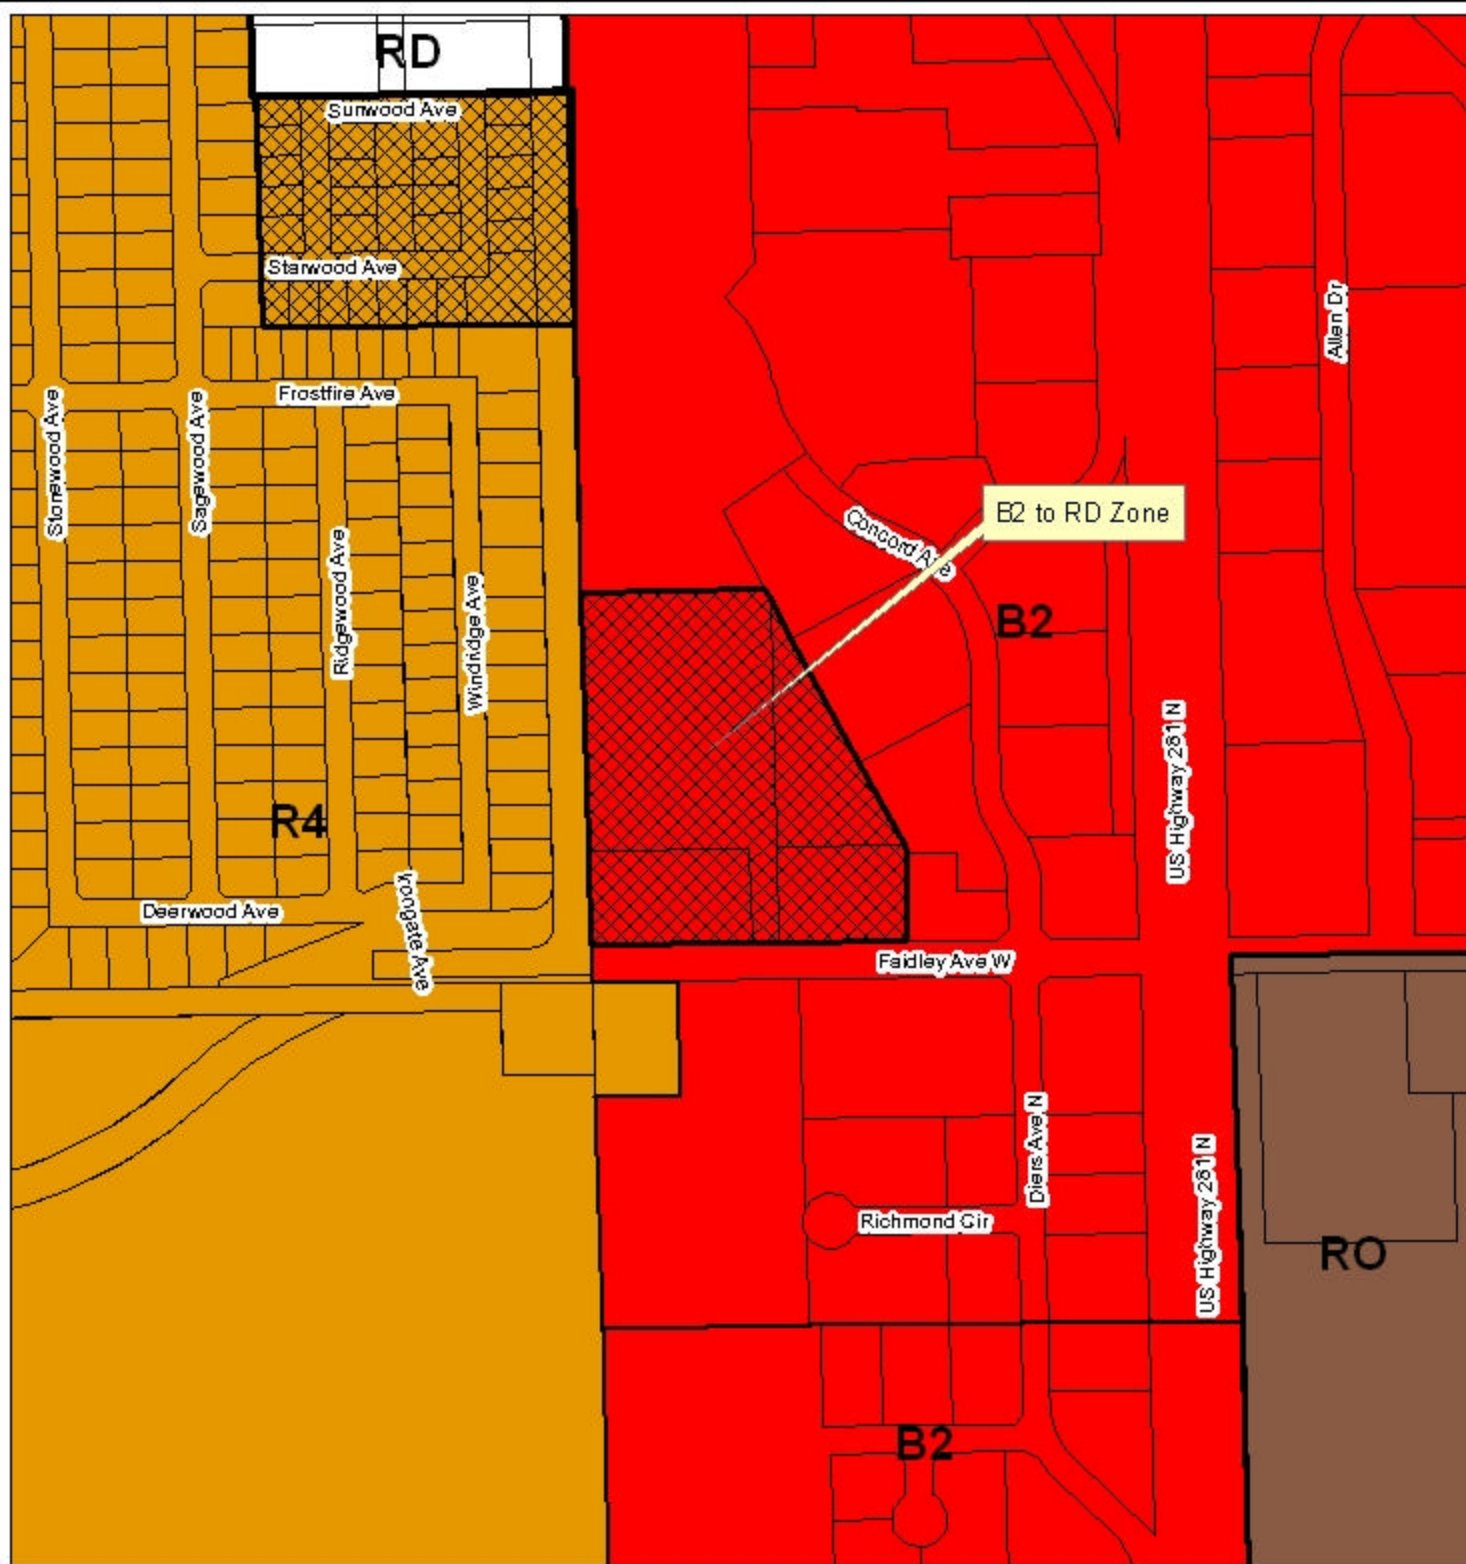 RD
Sunwood Ave
Starwood Ave
Allen Dr
Frostfire Ave
Stonewood Ave
Sagewood Ave
Ridgewood Ave
Windridge Ave
B2 to RD Zone
Concord Ave
B2
US Highway 281 N
R4
Deerwood Ave
Irongate Ave
Faidley Ave W
Diers Ave N
US Highway 281 N
Richmond Cir
RO
B2